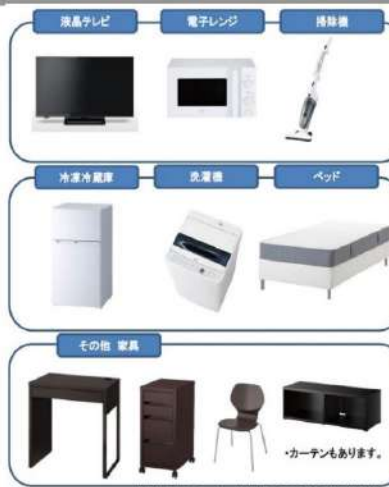 液晶テレビ
電子レンジ
掃除機
冷凍冷蔵庫
洗濯機
ベッド
その他 家具
・カーテンもあります。